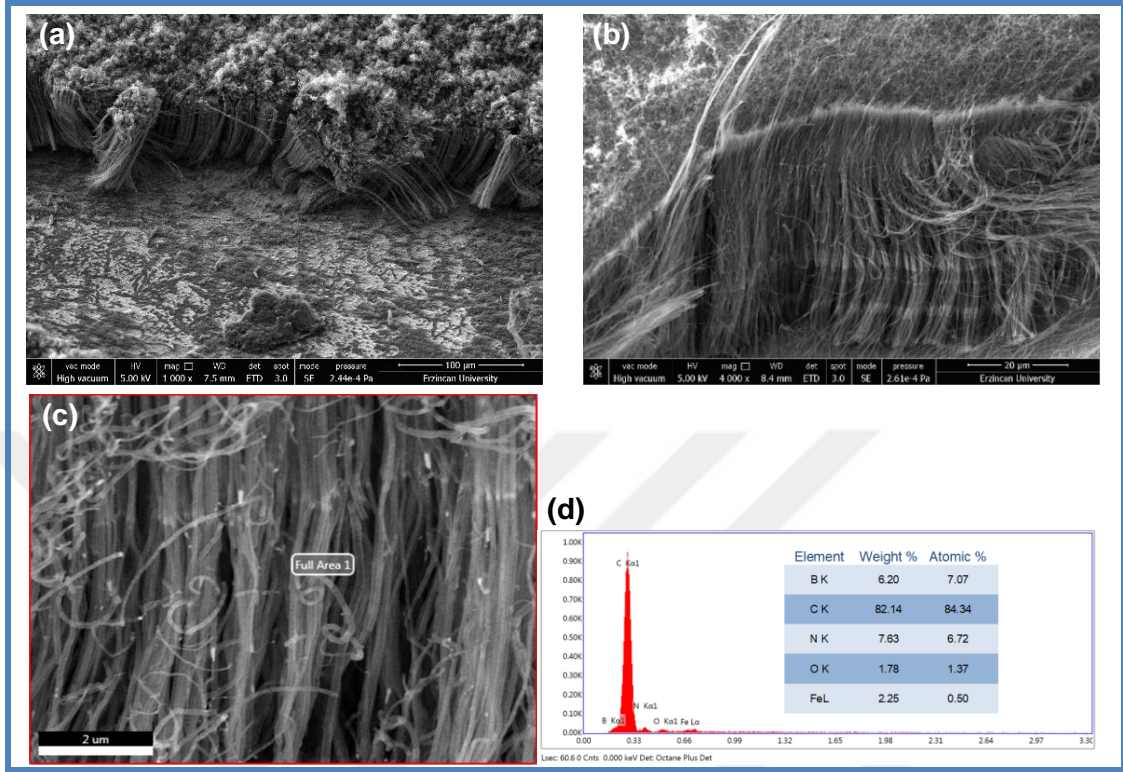 (a)
vac mode HV mag □ WD det spot mode pressure 100 µm
High vacuum 5.00 kV 1 000 x 7.5 mm ETD 3.0 SE 2.44e-4 Pa Erzincan University
(b)
vac mode HV mag □ WD det spot mode pressure 20 µm
High vacuum 5.00 kV 4 000 x 8.4 mm ETD 3.0 SE 2.61e-4 Pa Erzincan University
(c)
Full Area 1
2 um
(d)
1.00K
0.90K
0.80K
0.70K
0.60K
0.50K
0.40K
0.30K
0.20K
0.10K
0.00K
C Kα1
N Kα1
B Kα1 O Kα1 Fe Lα
0.00 0.33 0.66 0.99 1.32 1.65 1.98 2.31 2.64 2.97 3.30
Element Weight % Atomic %
B K 6.20 7.07
C K 82.14 84.34
N K 7.63 6.72
O K 1.78 1.37
FeL 2.25 0.50
Lsec: 60.6 0 Cnts 0.000 keV Det: Octane Plus Det